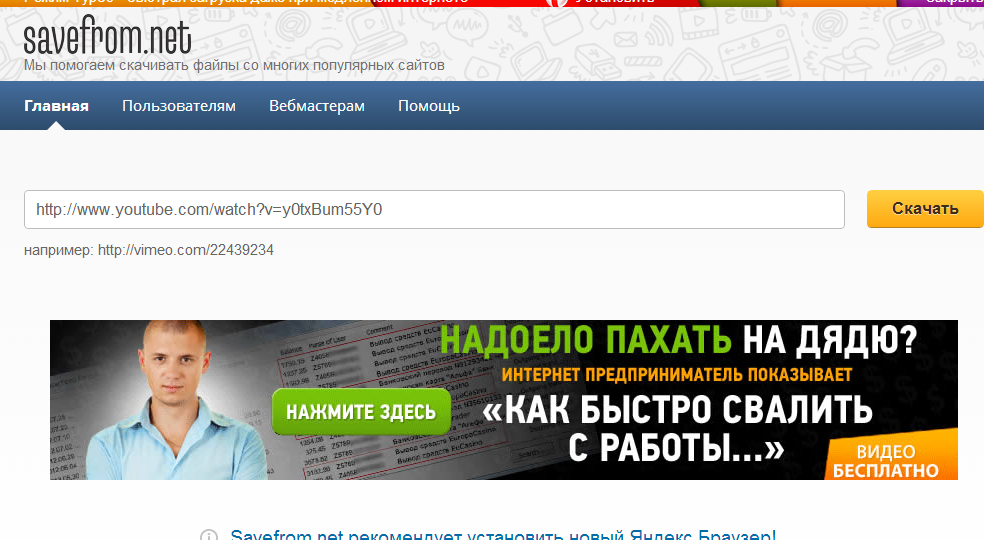 Установить
Закрыть
savefrom.net
Мы помогаем скачивать файлы со многих популярных сайтов
Главная Пользователям Вебмастерам Помощь
http://www.youtube.com/watch?v=y0txBum55Y0 Скачать
например: http://vimeo.com/22439234
НАДОЕЛО ПАХАТЬ НА ДЯДЮ?
ИНТЕРНЕТ ПРЕДПРИНИМАТЕЛЬ ПОКАЗЫВАЕТ
НАЖМИТЕ ЗДЕСЬ
«КАК БЫСТРО СВАЛИТЬ
С РАБОТЫ...»
ВИДЕО
БЕСПЛАТНО
Savefrom.net рекомендует установить новый Яндекс.Браузер!